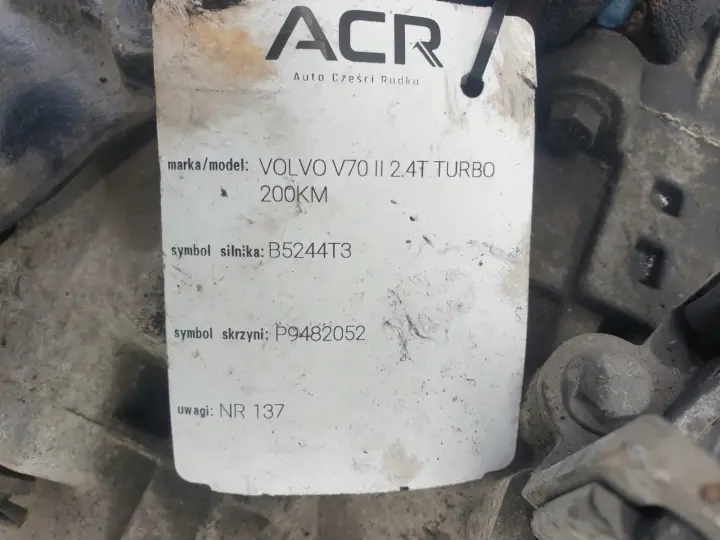 ACR
Auto Części Rudka
marka/model: VOLVO V70 II 2.4T TURBO
200KM
symbol silnika: B5244T3
symbol skrzyni: P9482052
uwagi: NR 137